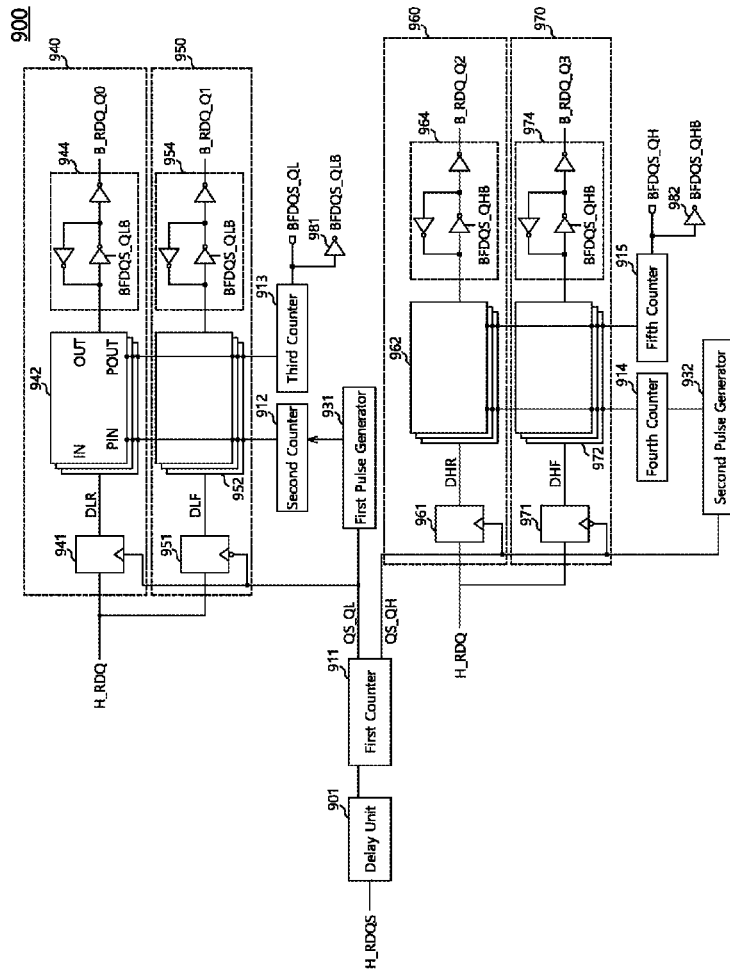 900
940
944
942
941
H_RDQ
DLR
IN
OUT
PIN
POUT
BFDQS_QLB
B_RDQ_Q0
950
954
951
952
DLF
BFDQS_QLB
B_RDQ_Q1
912
Second Counter
913
Third Counter
BFDQS_QL
981
BFDQS_QLB
931
First Pulse Generator
H_RDQS
901
Delay Unit
911
First Counter
QS_QL
QS_QH
960
964
962
961
H_RDQ
DHR
BFDQS_QHB
B_RDQ_Q2
970
974
971
972
DHF
BFDQS_QHB
B_RDQ_Q3
914
Fourth Counter
915
Fifth Counter
BFDQS_QH
982
BFDQS_QHB
932
Second Pulse Generator